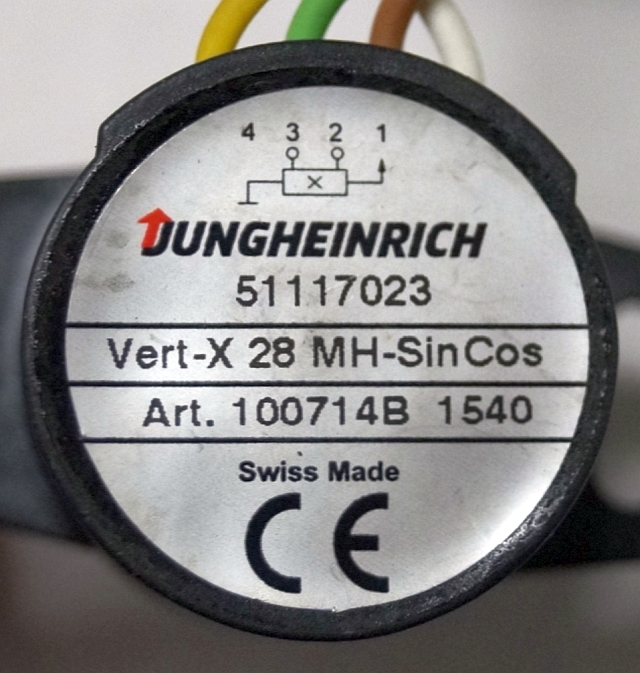 4 3 2 1
X
JUNGHEINRICH
51117023
Vert-X 28 MH-SinCos
Art. 100714B 1540
Swiss Made
CE